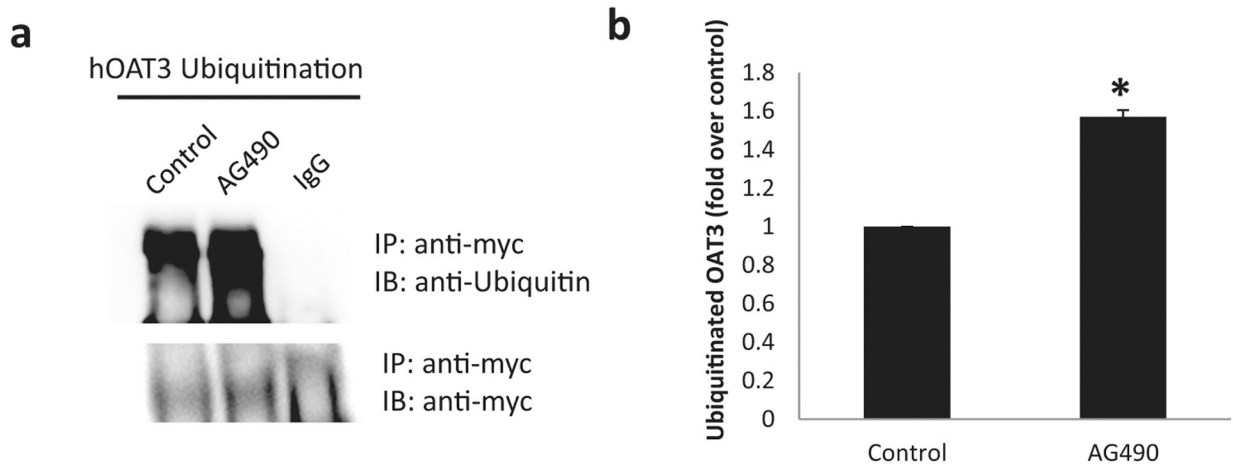 a
hOAT3 Ubiquitination
Control
AG490
IgG
IP: anti-myc
IB: anti-Ubiquitin
IP: anti-myc
IB: anti-myc
b
Ubiquitinated OAT3 (fold over control)
1.8
1.6
1.4
1.2
1
0.8
0.6
0.4
0.2
0
*
Control
AG490